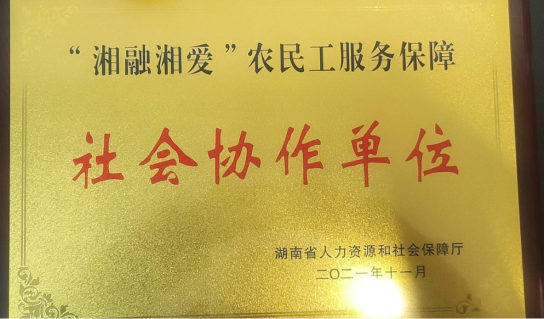 “湘融湘爱”农民工服务保障
社会协作单位
湖南省人力资源和社会保障厅
二〇二一年十一月